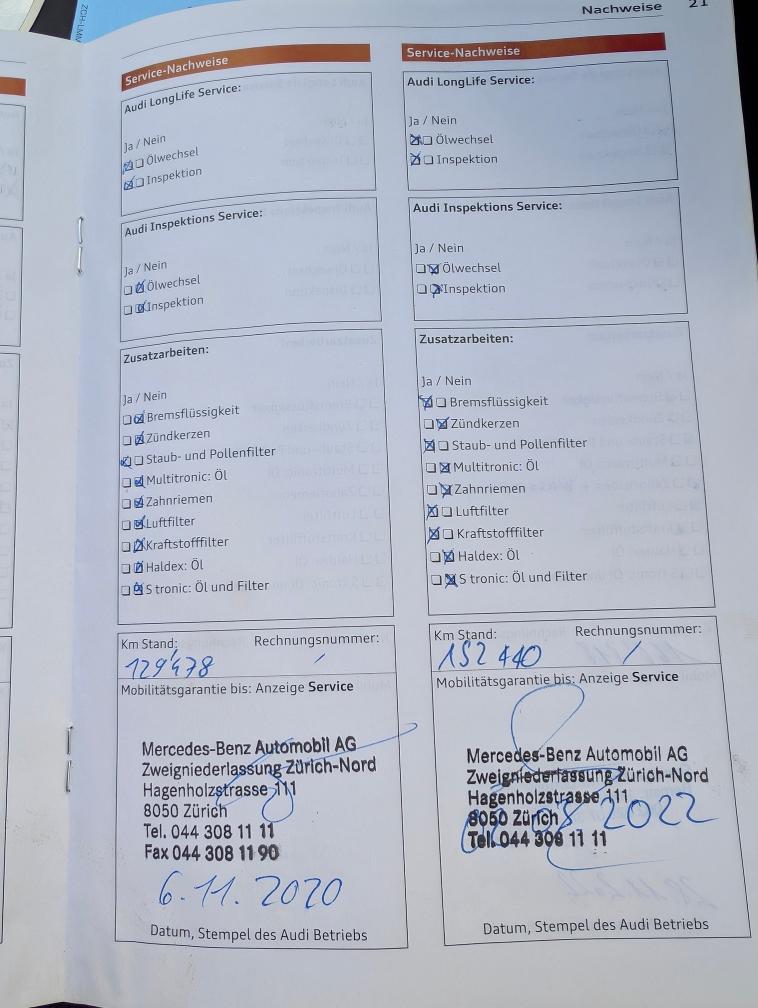 ZCH-LMV
Nachweise 21
Service-Nachweise
Audi LongLife Service:
Ja / Nein
☒☐ Ölwechsel
☒☐ Inspektion
Audi Inspektions Service:
Ja / Nein
☐☒ Ölwechsel
☐☒ Inspektion
Zusatzarbeiten:
Ja / Nein
☐☒ Bremsflüssigkeit
☐☒ Zündkerzen
☒☐ Staub- und Pollenfilter
☐☒ Multitronic: Öl
☐☒ Zahnriemen
☐☒ Luftfilter
☐☒ Kraftstofffilter
☐☒ Haldex: Öl
☐☒ S tronic: Öl und Filter
Km Stand: Rechnungsnummer:
129'478 /
Mobilitätsgarantie bis: Anzeige Service
Mercedes-Benz Automobil AG
Zweigniederlassung Zürich-Nord
Hagenholzstrasse 111
8050 Zürich
Tel. 044 308 11 11
Fax 044 308 11 90
6.11.2020
Datum, Stempel des Audi Betriebs
Service-Nachweise
Audi LongLife Service:
Ja / Nein
☒☐ Ölwechsel
☒☐ Inspektion
Audi Inspektions Service:
Ja / Nein
☐☒ Ölwechsel
☐☒ Inspektion
Zusatzarbeiten:
Ja / Nein
☒☐ Bremsflüssigkeit
☐☒ Zündkerzen
☒☐ Staub- und Pollenfilter
☐☒ Multitronic: Öl
☐☒ Zahnriemen
☒☐ Luftfilter
☒☐ Kraftstofffilter
☐☒ Haldex: Öl
☐☒ S tronic: Öl und Filter
Km Stand: Rechnungsnummer:
152440 /
Mobilitätsgarantie bis: Anzeige Service
Mercedes-Benz Automobil AG
Zweigniederlassung Zürich-Nord
Hagenholzstrasse 111
8050 Zürich
Tel. 044 308 11 11
2022
Datum, Stempel des Audi Betriebs